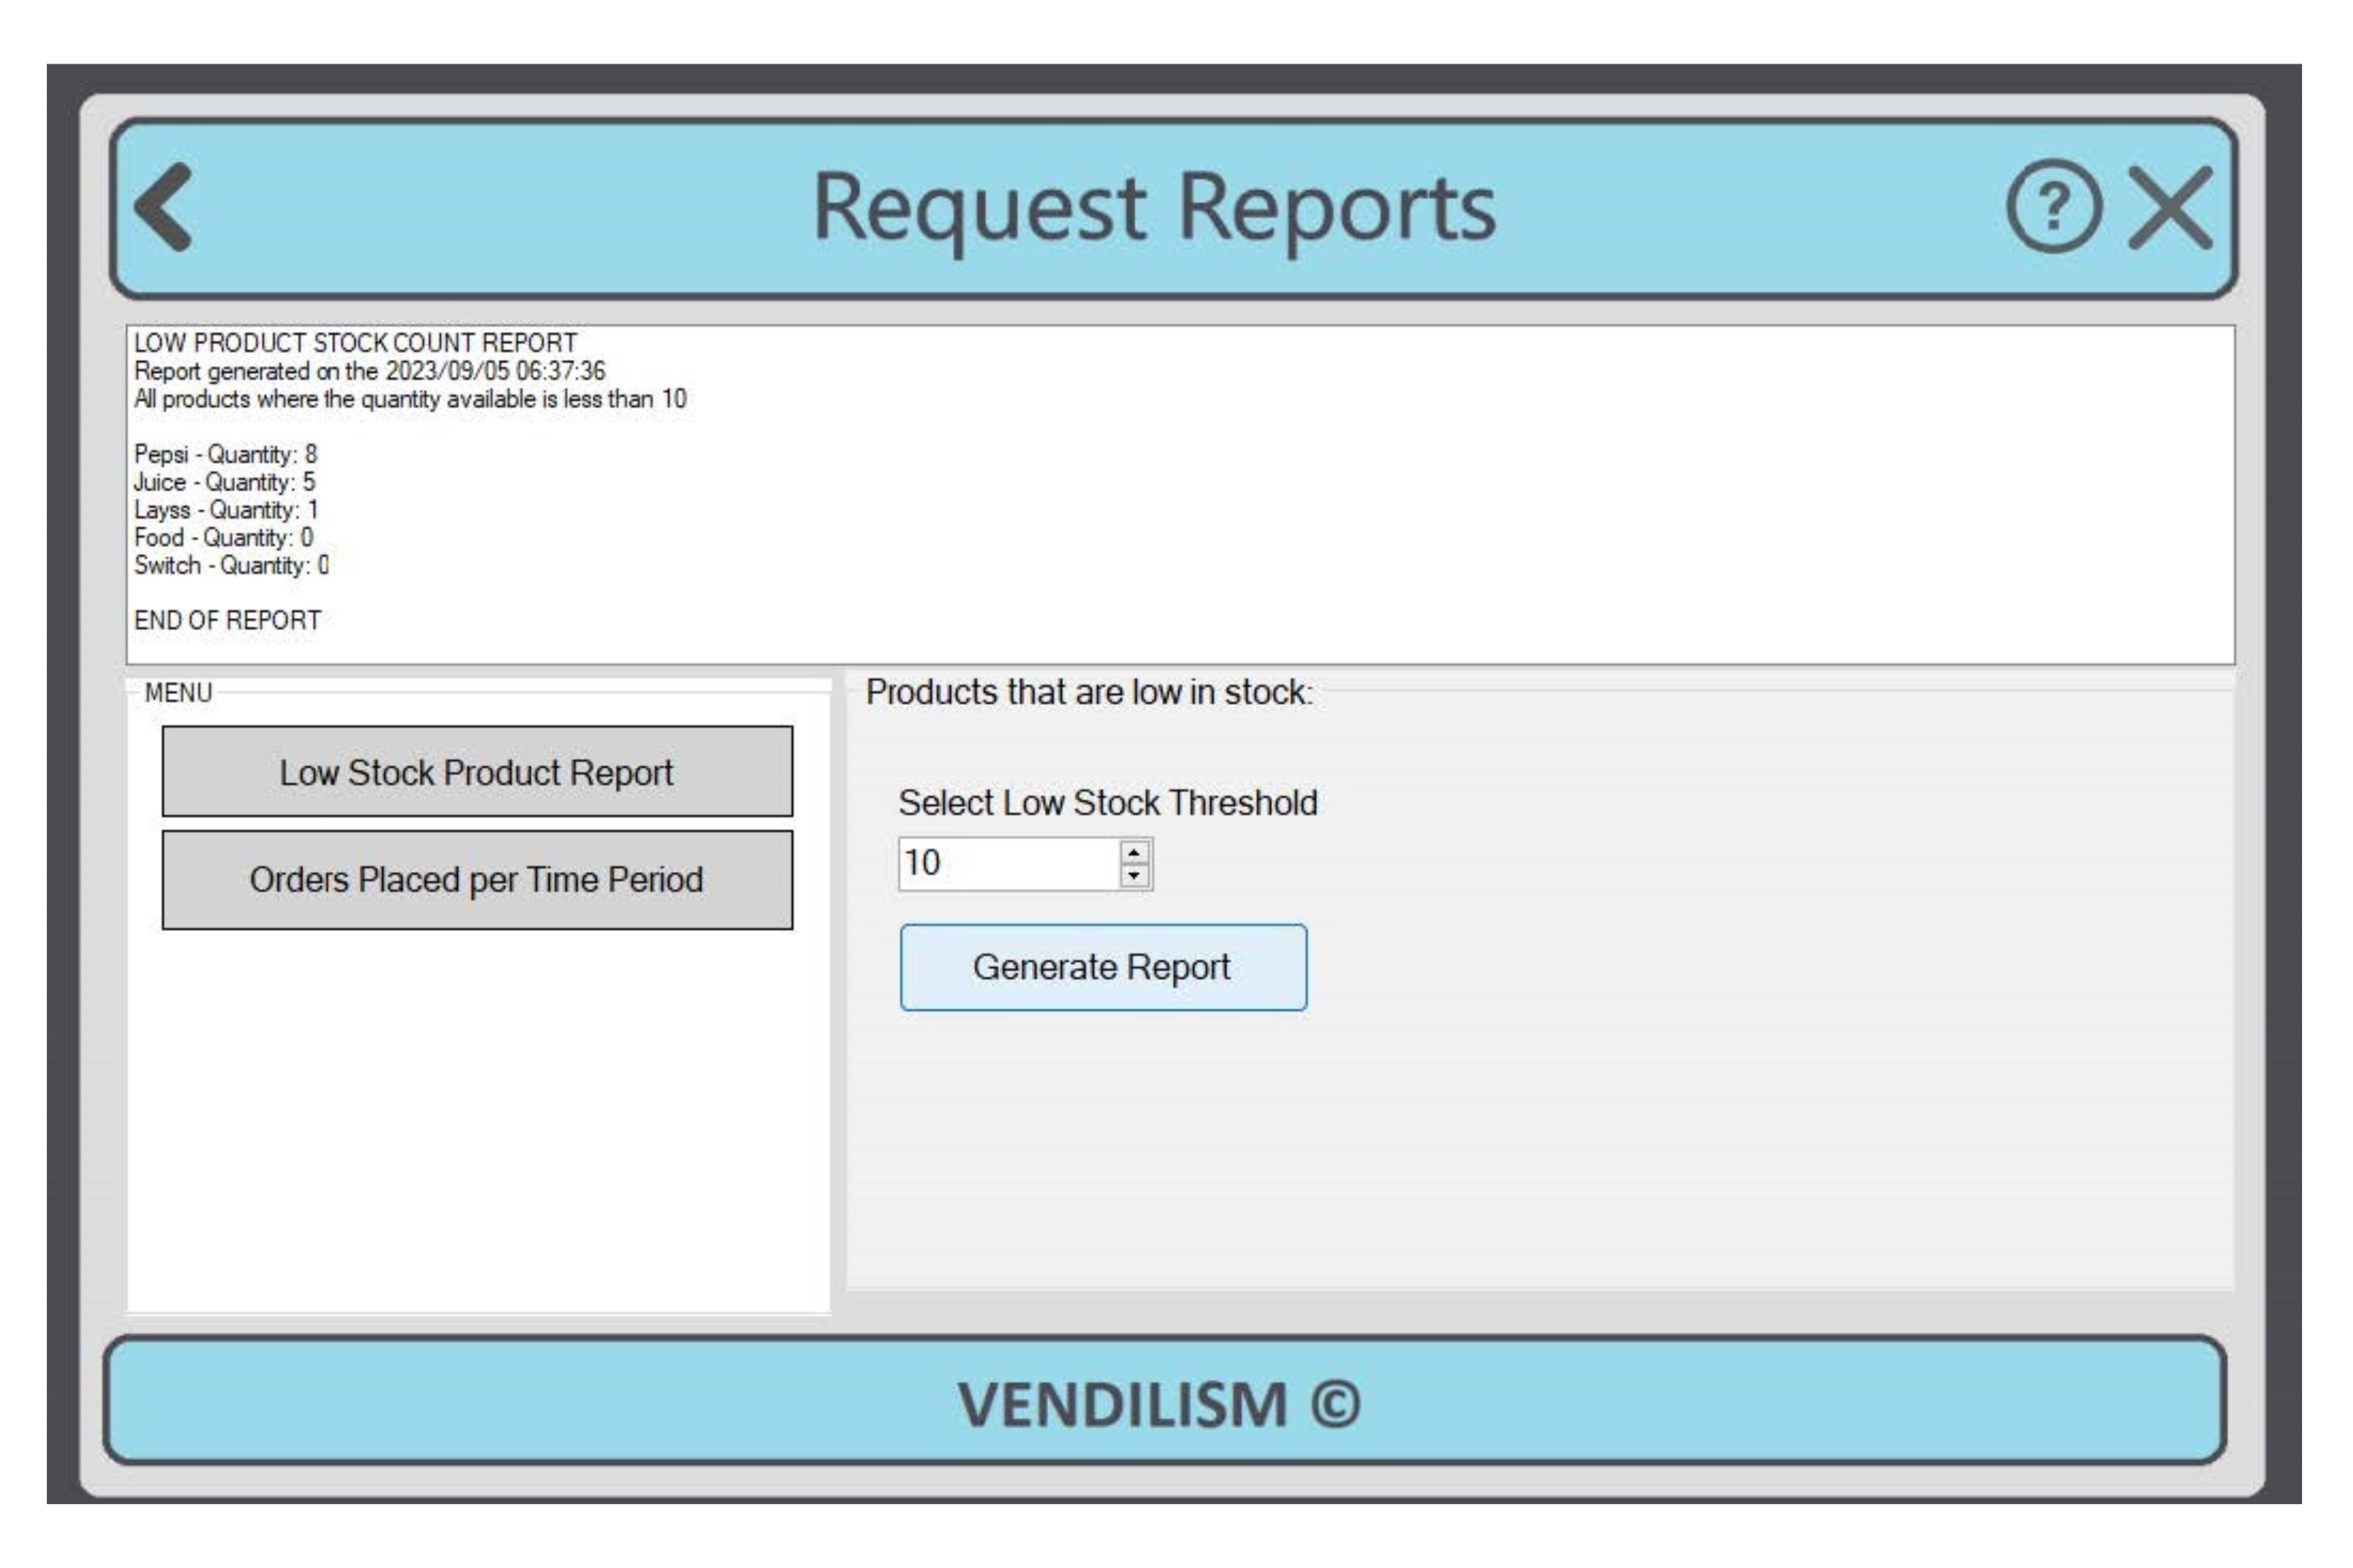 Request Reports
?
LOW PRODUCT STOCK COUNT REPORT
Report generated on the 2023/09/05 06:37:36
All products where the quantity available is less than 10
Pepsi - Quantity: 8
Juice - Quantity: 5
Layss - Quantity: 1
Food - Quantity: 0
Switch - Quantity: 0
END OF REPORT
MENU
Low Stock Product Report
Orders Placed per Time Period
Products that are low in stock:
Select Low Stock Threshold
10
Generate Report
VENDILISM ©